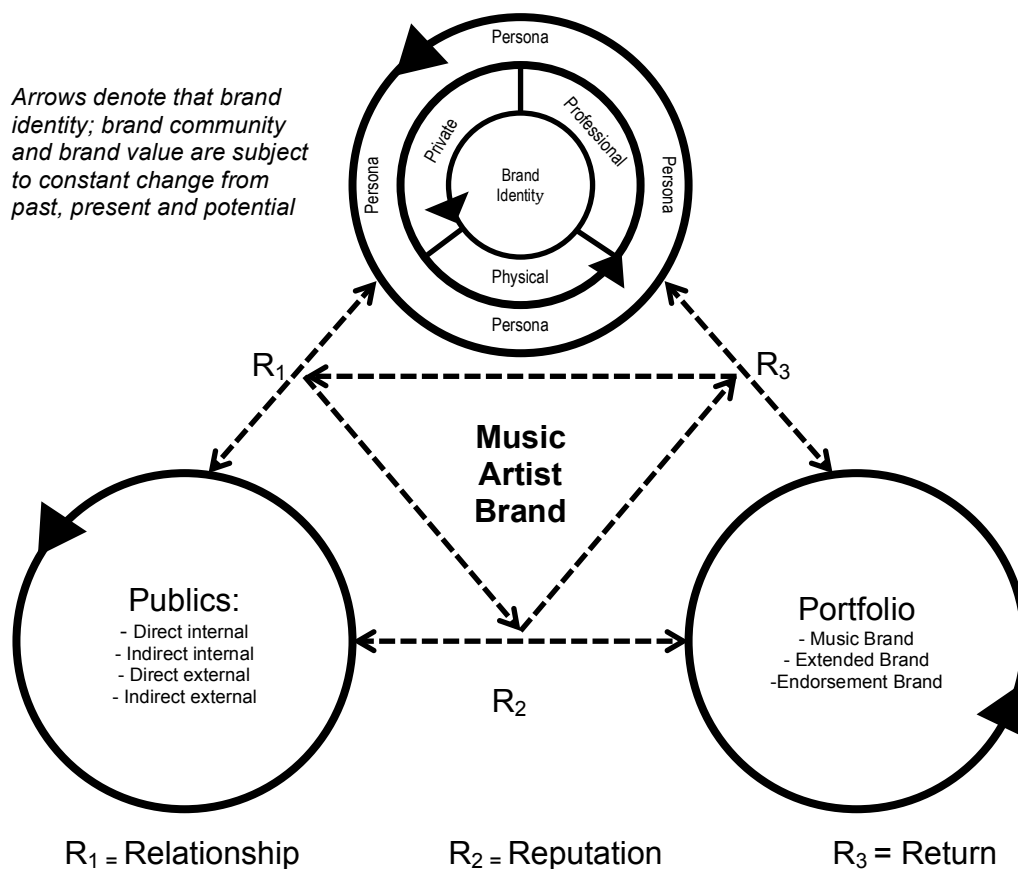 Arrows denote that brand
identity; brand community
and brand value are subject
to constant change from
past, present and potential
Persona
Persona
Persona
Persona
Private
Professional
Physical
Brand
Identity
R1
R3
Music
Artist
Brand
Publics:
- Direct internal
- Indirect internal
- Direct external
- Indirect external
Portfolio
- Music Brand
- Extended Brand
-Endorsement Brand
R2
R1 = Relationship
R2 = Reputation
R3 = Return